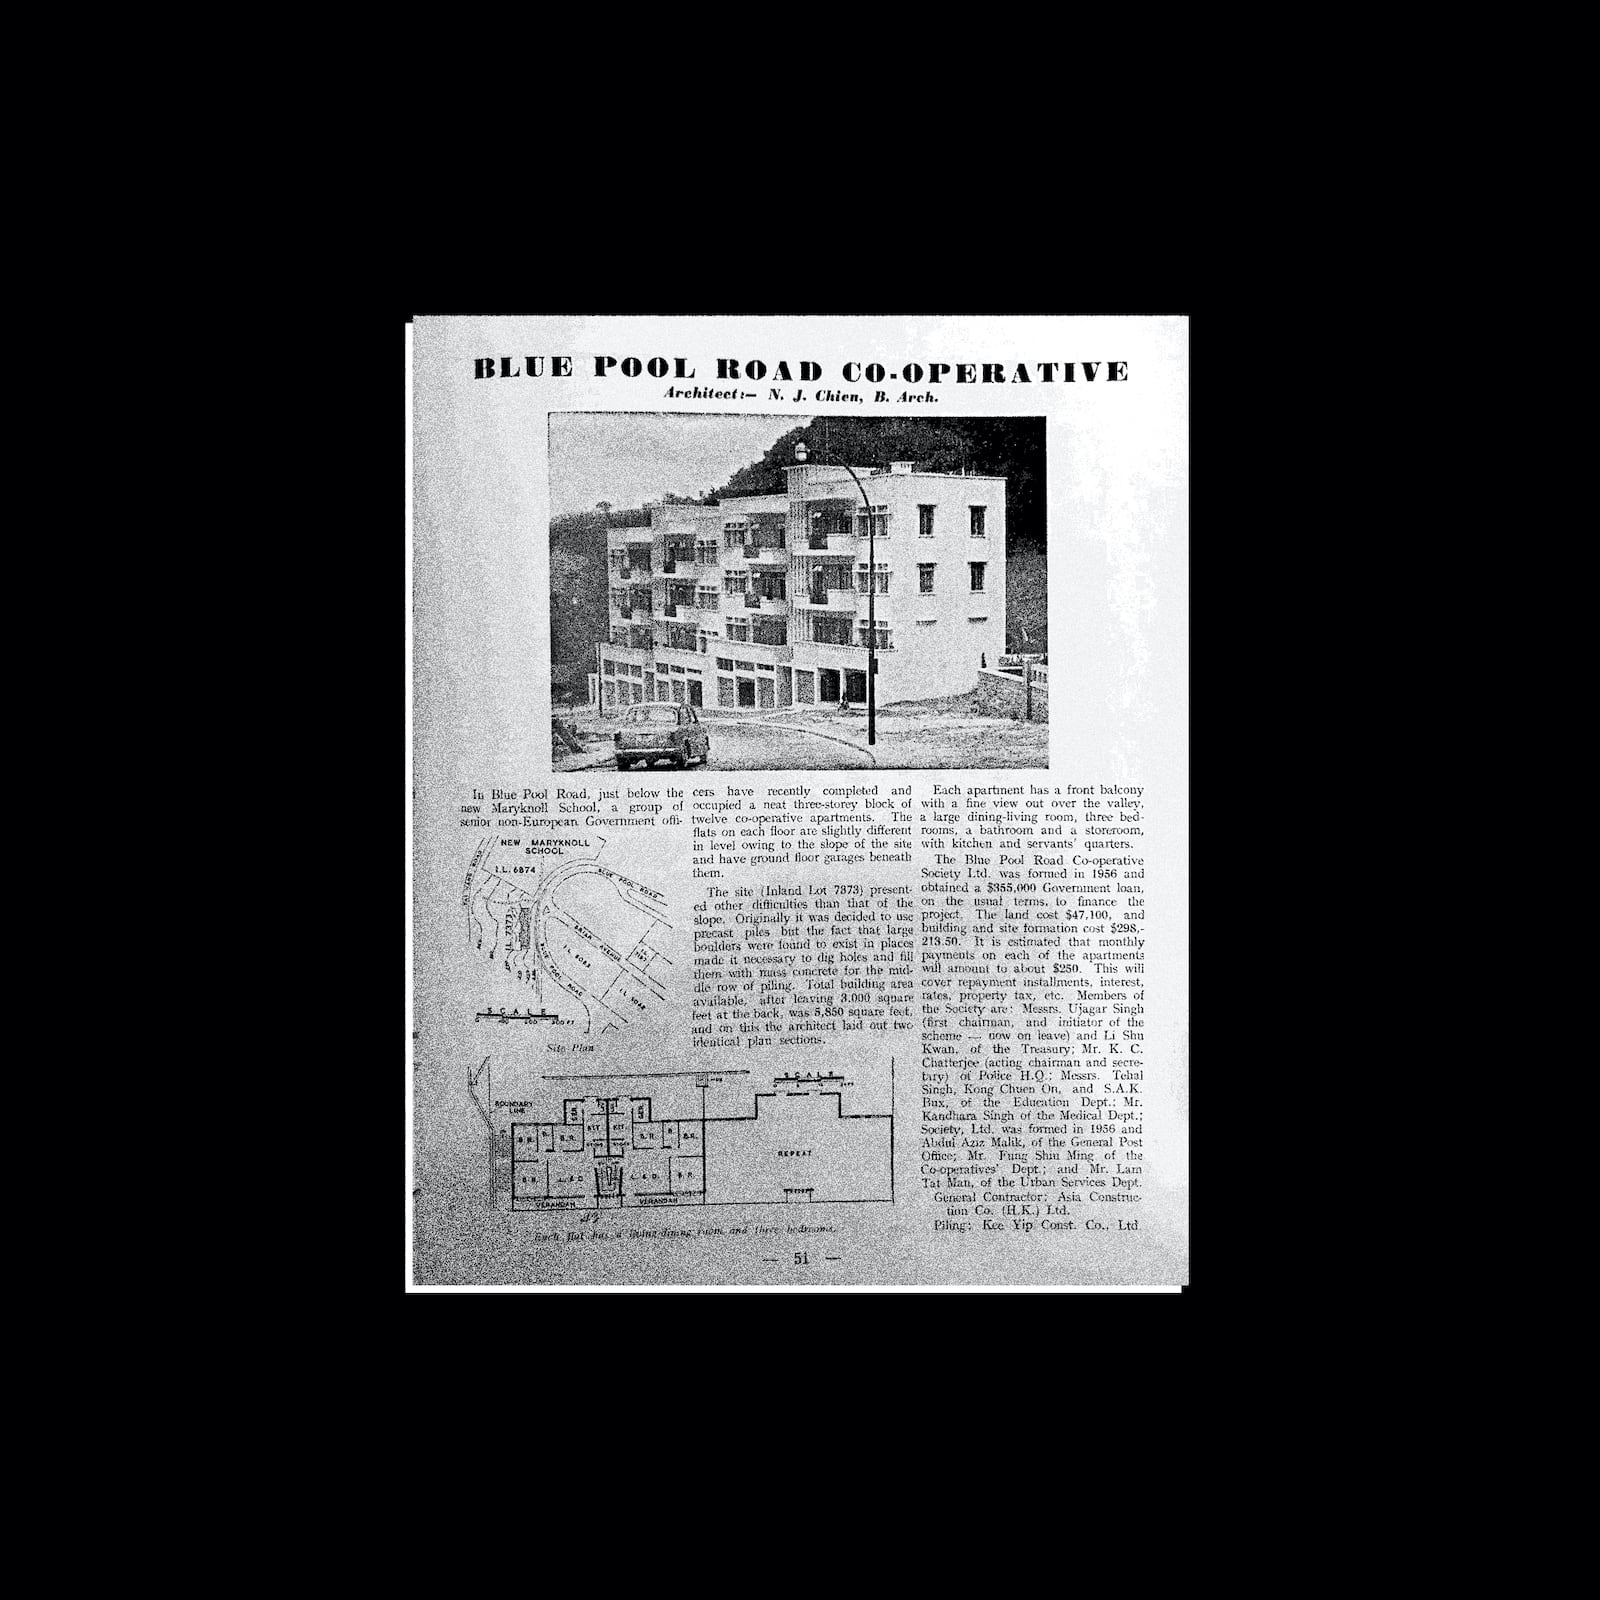 BLUE POOL ROAD CO-OPERATIVE
Architect:— N. J. Chien, B. Arch.
In Blue Pool Road, just below the
new Maryknoll School, a group of
senior non-European Government offi-
NEW MARYKNOLL
SCHOOL
I.L. 6874
TAI HANG ROAD
BLUE POOL ROAD
I.L. 7373
BRIAR AVENUE
BLUE POOL ROAD
SCALE
Site Plan
cers have recently completed and
occupied a neat three-storey block of
twelve co-operative apartments. The
flats on each floor are slightly different
in level owing to the slope of the site
and have ground floor garages beneath
them.
The site (Inland Lot 7373) present-
ed other difficulties than that of the
slope. Originally it was decided to use
precast piles but the fact that large
boulders were found to exist in places
made it necessary to dig holes and fill
them with mass concrete for the mid-
dle row of piling. Total building area
available, after leaving 3,000 square
feet at the back, was 5,850 square feet,
and on this the architect laid out two
identical plan sections.
Each apartment has a front balcony
with a fine view out over the valley,
a large dining-living room, three bed-
rooms, a bathroom and a storeroom,
with kitchen and servants' quarters.
The Blue Pool Road Co-operative
Society Ltd. was formed in 1956 and
obtained a $355,000 Government loan,
on the usual terms, to finance the
project. The land cost $47,100, and
building and site formation cost $298,-
213.50. It is estimated that monthly
payments on each of the apartments
will amount to about $250. This will
cover repayment installments, interest,
rates, property tax, etc. Members of
the Society are: Messrs. Ujagar Singh
(first chairman, and initiator of the
scheme — now on leave) and Li Shu
Kwan, of the Treasury; Mr. K. C.
Chatterjee (acting chairman and secre-
tary) of Police H.Q.; Messrs. Tehal
Singh, Kong Chuen On, and S.A.K.
Bux, of the Education Dept.; Mr.
Kandhara Singh of the Medical Dept.;
Society, Ltd. was formed in 1956 and
Abdul Aziz Malik, of the General Post
Office; Mr. Fung Shiu Ming of the
Co-operatives' Dept.; and Mr. Lam
Tat Man, of the Urban Services Dept.
General Contractor: Asia Construc-
tion Co. (H.K.) Ltd.
Piling: Kee Yip Const. Co., Ltd.
BOUNDARY
LINE
SCALE
B.R. B.R. KIT. KIT. B.R. B.R.
B.R. L. & D. L. & D. B.R.
VERANDAH VERANDAH
REPEAT
Each flat has a living-dining room and three bedrooms.
— 51 —